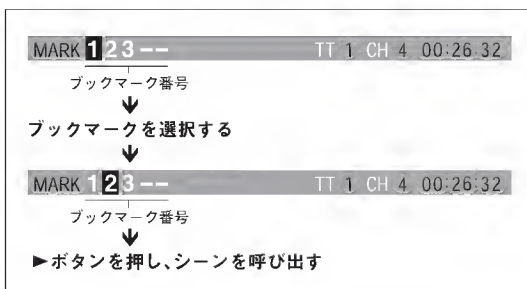 MARK 1 2 3 – – TT 1 CH 4 00:26:32
ブックマーク番号
ブックマークを選択する
MARK 1 2 3 – – TT 1 CH 4 00:26:32
ブックマーク番号
►ボタンを押し、シーンを呼び出す